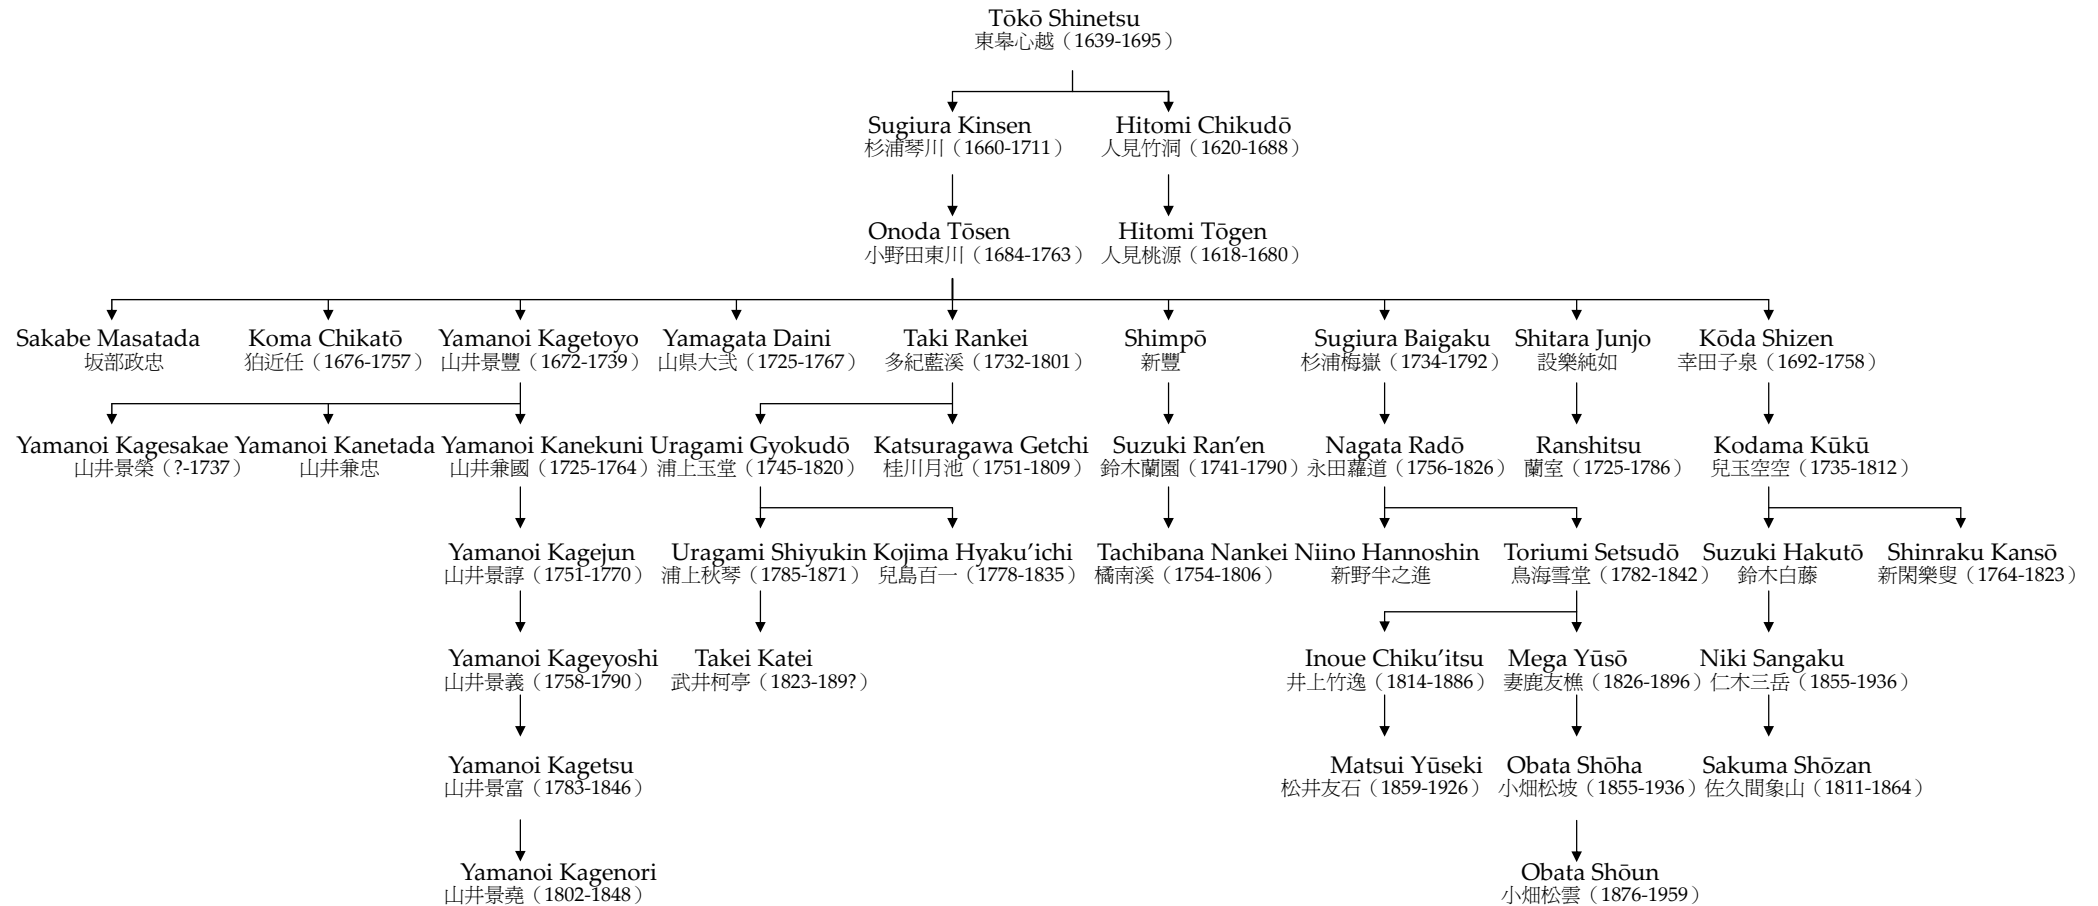 Tōkō Shinetsu
東皋心越（1639-1695）
Sugiura Kinsen
杉浦琴川（1660-1711）
Hitomi Chikudō
人見竹洞（1620-1688）
Onoda Tōsen
小野田東川（1684-1763）
Hitomi Tōgen
人見桃源（1618-1680）
Sakabe Masatada
坂部政忠
Koma Chikatō
狛近任（1676-1757）
Yamanoi Kagetoyo
山井景豐（1672-1739）
Yamagata Daini
山県大弐（1725-1767）
Taki Rankei
多紀藍溪（1732-1801）
Shimpō
新豐
Sugiura Baigaku
杉浦梅嶽（1734-1792）
Shitara Junjo
設樂純如
Kōda Shizen
幸田子泉（1692-1758）
Yamanoi Kagesakae
山井景榮（?-1737）
Yamanoi Kanetada
山井兼忠
Yamanoi Kanekuni
山井兼國（1725-1764）
Uragami Gyokudō
浦上玉堂（1745-1820）
Katsuragawa Getchi
桂川月池（1751-1809）
Suzuki Ran’en
鈴木蘭園（1741-1790）
Nagata Radō
永田蘿道（1756-1826）
Ranshitsu
蘭室（1725-1786）
Kodama Kūkū
兒玉空空（1735-1812）
Yamanoi Kagejun
山井景諄（1751-1770）
Uragami Shiyukin
浦上秋琴（1785-1871）
Kojima Hyaku’ichi
兒島百一（1778-1835）
Tachibana Nankei
橘南溪（1754-1806）
Niino Hannoshin
新野半之進
Toriumi Setsudō
鳥海雪堂（1782-1842）
Suzuki Hakutō
鈴木白藤
Shinraku Kansō
新閑樂叟（1764-1823）
Yamanoi Kageyoshi
山井景義（1758-1790）
Takei Katei
武井柯亭（1823-189?）
Inoue Chiku’itsu
井上竹逸（1814-1886）
Mega Yūsō
妻鹿友樵（1826-1896）
Niki Sangaku
仁木三岳（1855-1936）
Yamanoi Kagetsu
山井景富（1783-1846）
Matsui Yūseki
松井友石（1859-1926）
Obata Shōha
小畑松坡（1855-1936）
Sakuma Shōzan
佐久間象山（1811-1864）
Yamanoi Kagenori
山井景堯（1802-1848）
Obata Shōun
小畑松雲（1876-1959）